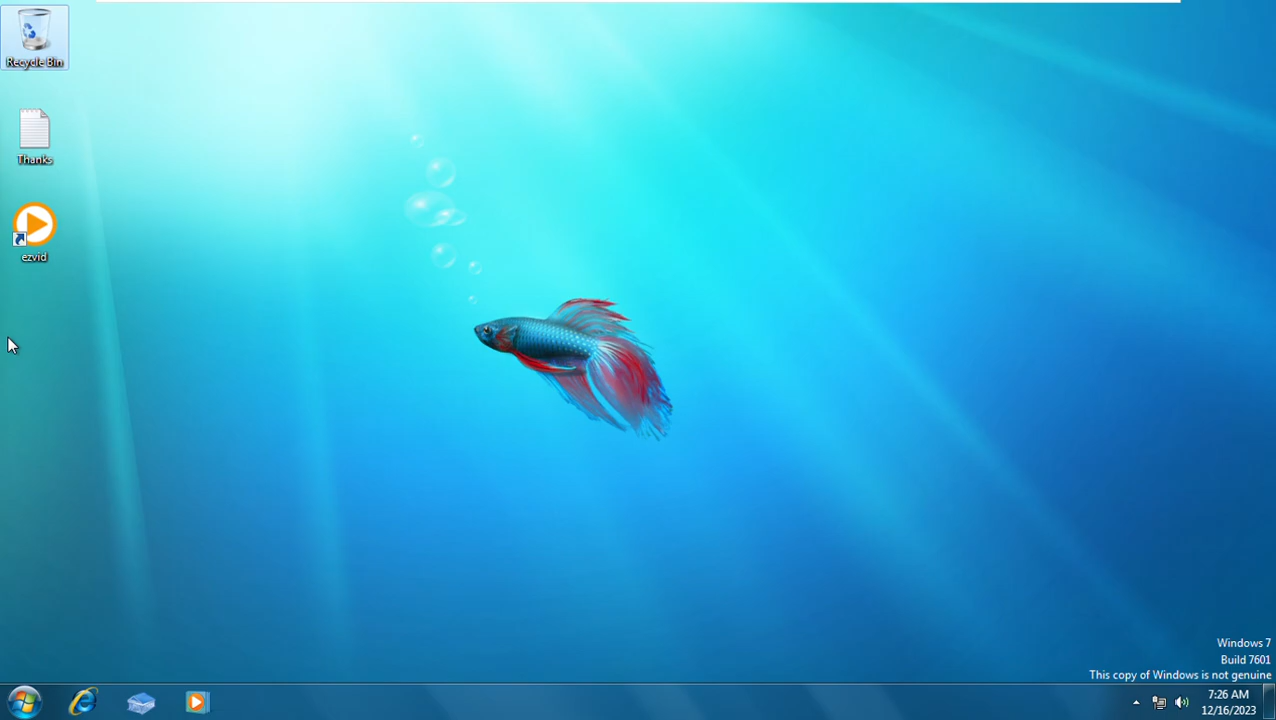 Recycle Bin
Thanks
ezvid
Windows 7
Build 7601
This copy of Windows is not genuine
7:26 AM
12/16/2023